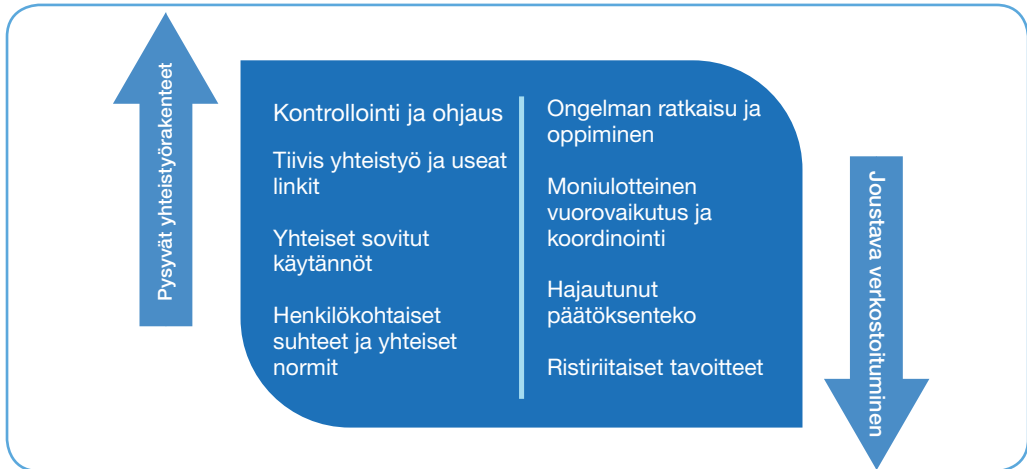 Pysyvät yhteistyörakenteet
Kontrollointi ja ohjaus
Tiivis yhteistyö ja useat
linkit
Yhteiset sovitut
käytännöt
Henkilökohtaiset
suhteet ja yhteiset
normit
Ongelman ratkaisu ja
oppiminen
Moniulotteinen
vuorovaikutus ja
koordinointi
Hajautunut
päätöksenteko
Ristiriitaiset tavoitteet
Joustava verkostoituminen